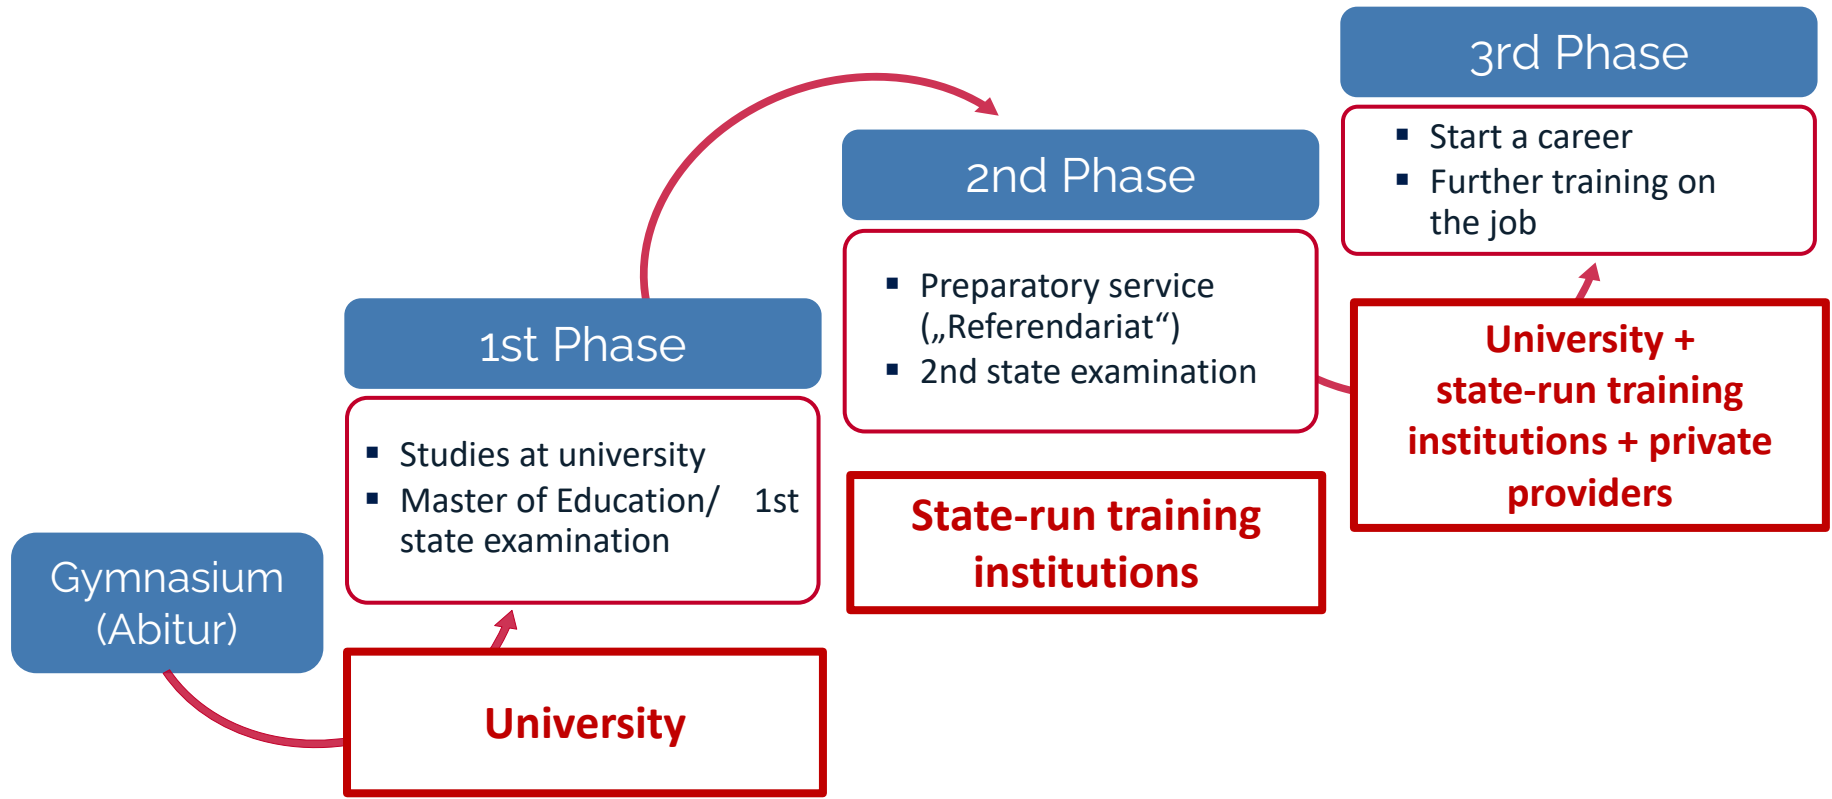 Gymnasium
(Abitur)
1st Phase
▪ Studies at university
▪ Master of Education/ 1st
state examination
University
2nd Phase
▪ Preparatory service
(„Referendariat“)
▪ 2nd state examination
State-run training
institutions
3rd Phase
▪ Start a career
▪ Further training on
the job
University +
state-run training
institutions + private
providers